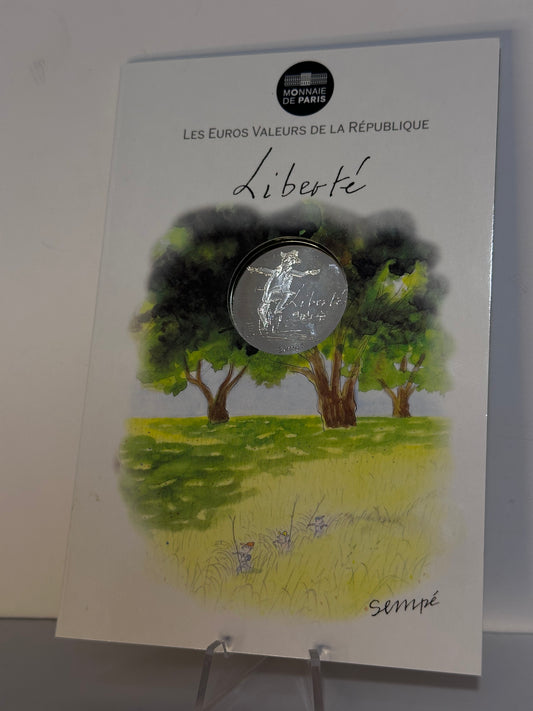 MONNAIE
DE PARIS
LES EUROS VALEURS DE LA RÉPUBLIQUE
Liberté
Liberté
Sempé